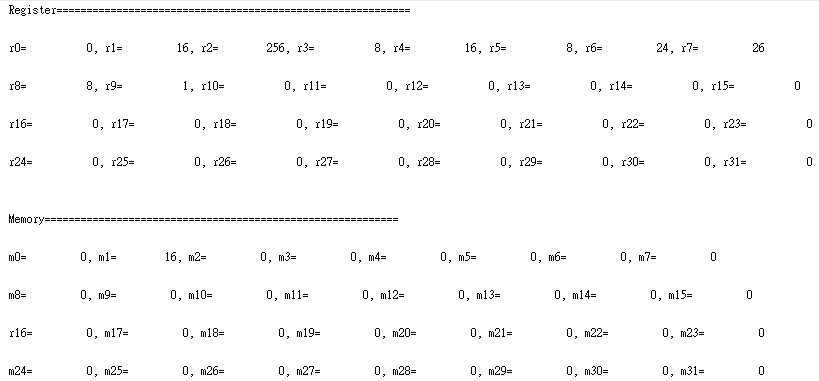 Register===========================================================
r0= 0, r1= 16, r2= 256, r3= 8, r4= 16, r5= 8, r6= 24, r7= 26
r8= 8, r9= 1, r10= 0, r11= 0, r12= 0, r13= 0, r14= 0, r15= 0
r16= 0, r17= 0, r18= 0, r19= 0, r20= 0, r21= 0, r22= 0, r23= 0
r24= 0, r25= 0, r26= 0, r27= 0, r28= 0, r29= 0, r30= 0, r31= 0
Memory===========================================================
m0= 0, m1= 16, m2= 0, m3= 0, m4= 0, m5= 0, m6= 0, m7= 0
m8= 0, m9= 0, m10= 0, m11= 0, m12= 0, m13= 0, m14= 0, m15= 0
r16= 0, m17= 0, m18= 0, m19= 0, m20= 0, m21= 0, m22= 0, m23= 0
m24= 0, m25= 0, m26= 0, m27= 0, m28= 0, m29= 0, m30= 0, m31= 0